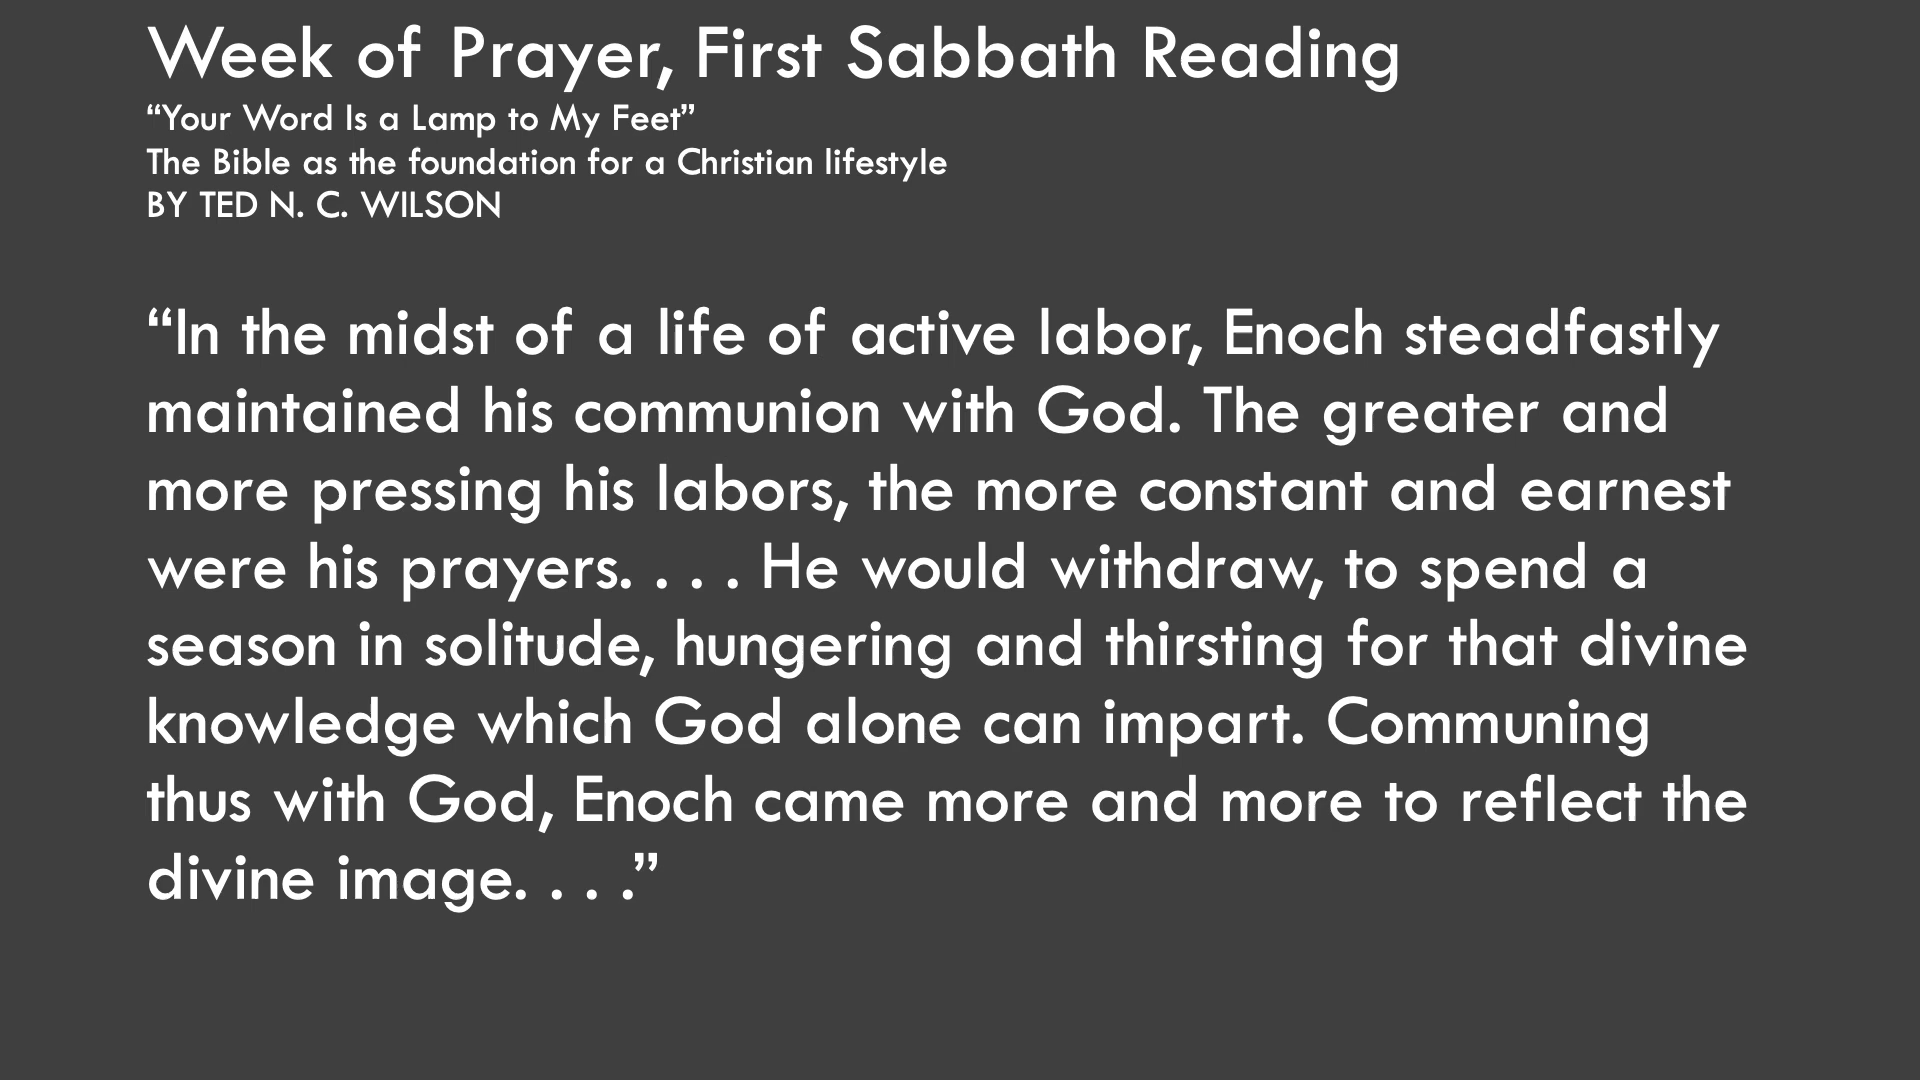 Week of Prayer, First Sabbath Reading
“Your Word Is a Lamp to My Feet”
The Bible as the foundation for a Christian lifestyle
BY TED N. C. WILSON
“In the midst of a life of active labor, Enoch steadfastly
maintained his communion with God. The greater and
more pressing his labors, the more constant and earnest
were his prayers. . . . He would withdraw, to spend a
season in solitude, hungering and thirsting for that divine
knowledge which God alone can impart. Communing
thus with God, Enoch came more and more to reflect the
divine image. . . .”